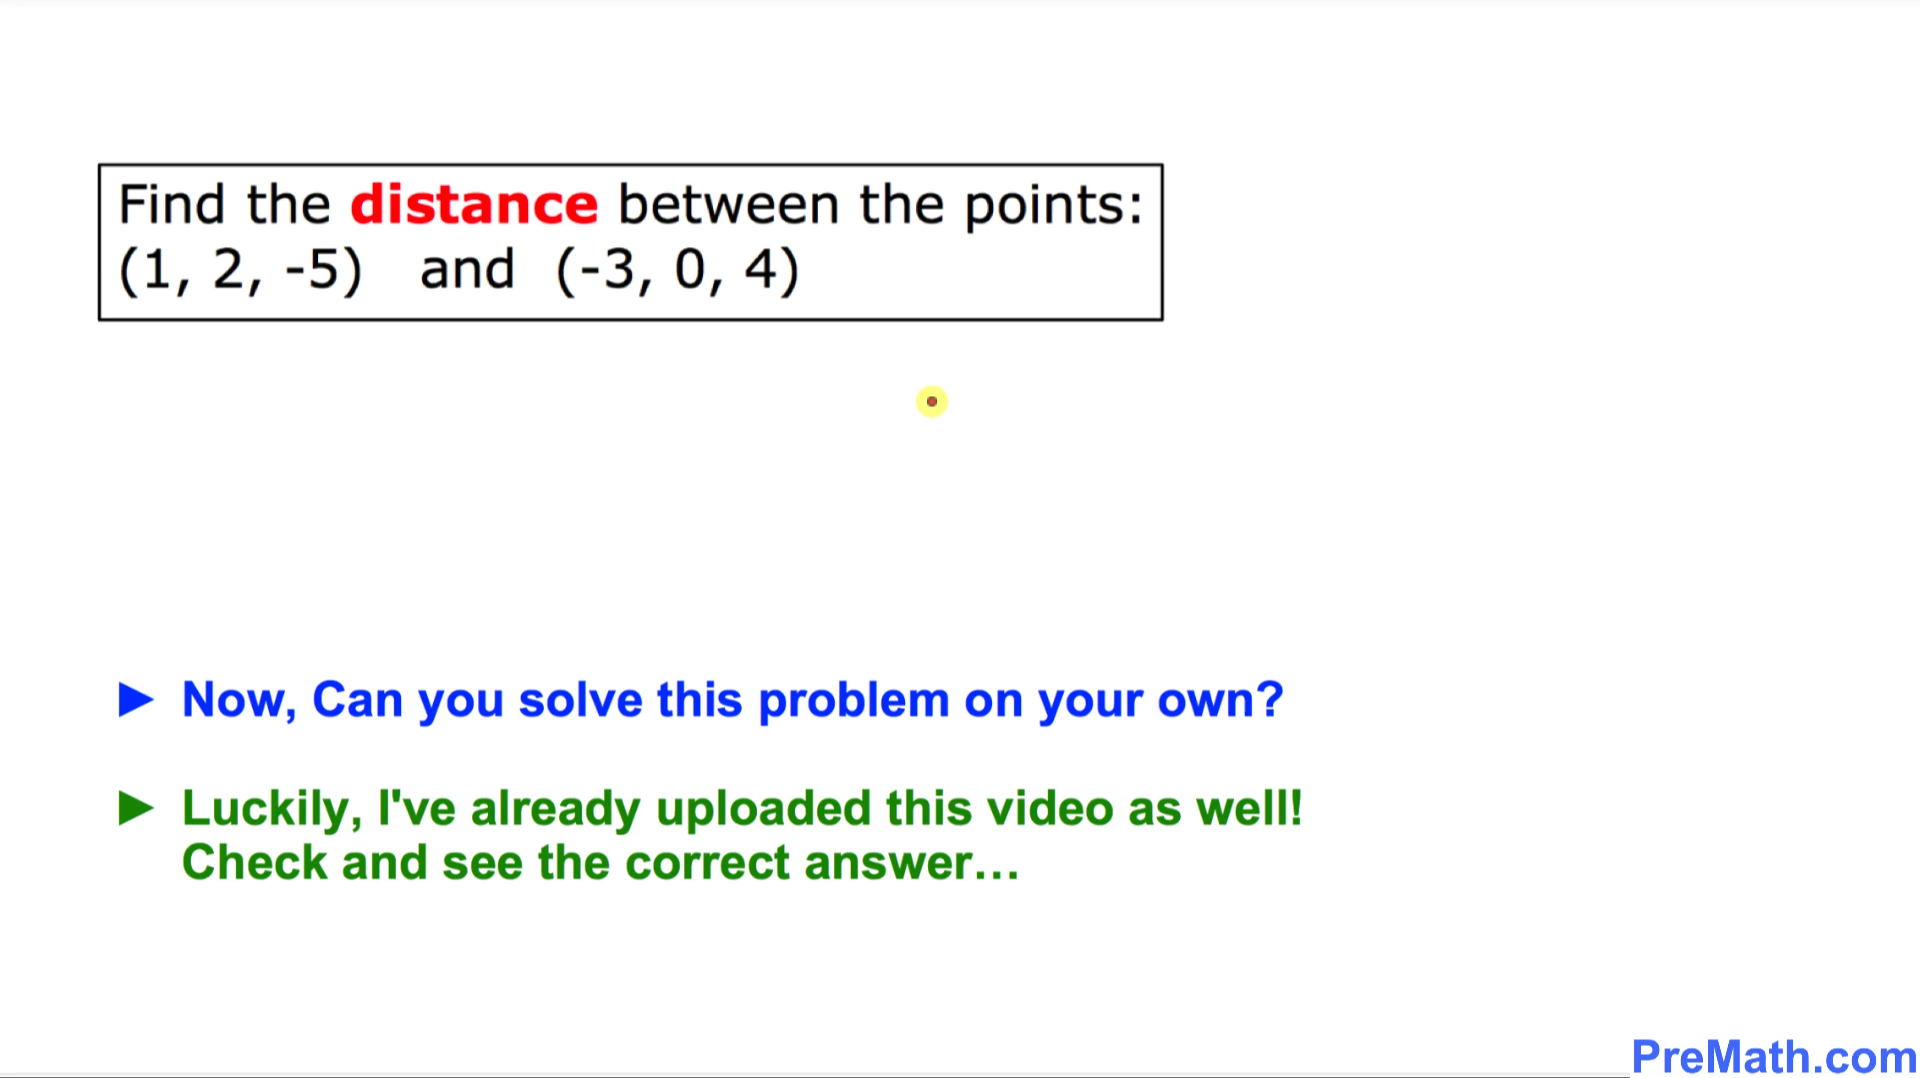 Find the distance between the points:
(1, 2, -5) and (-3, 0, 4)
► Now, Can you solve this problem on your own?
► Luckily, I've already uploaded this video as well!
Check and see the correct answer...
PreMath.com